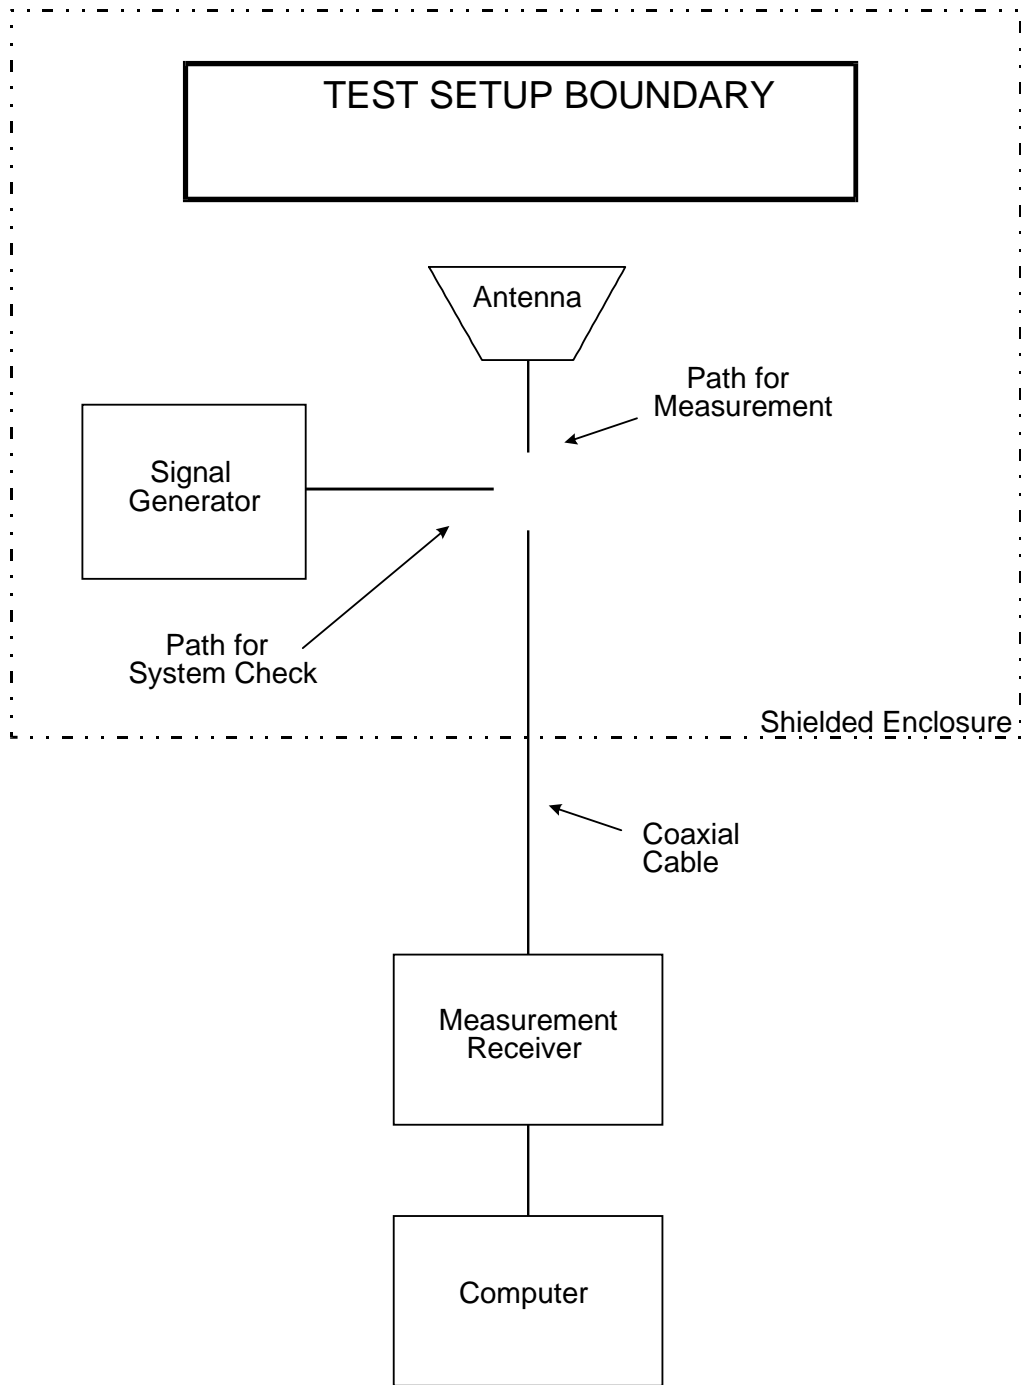 TEST SETUP BOUNDARY
Antenna
Path for
Measurement
Signal
Generator
Path for
System Check
Shielded Enclosure
Coaxial
Cable
Measurement
Receiver
Computer